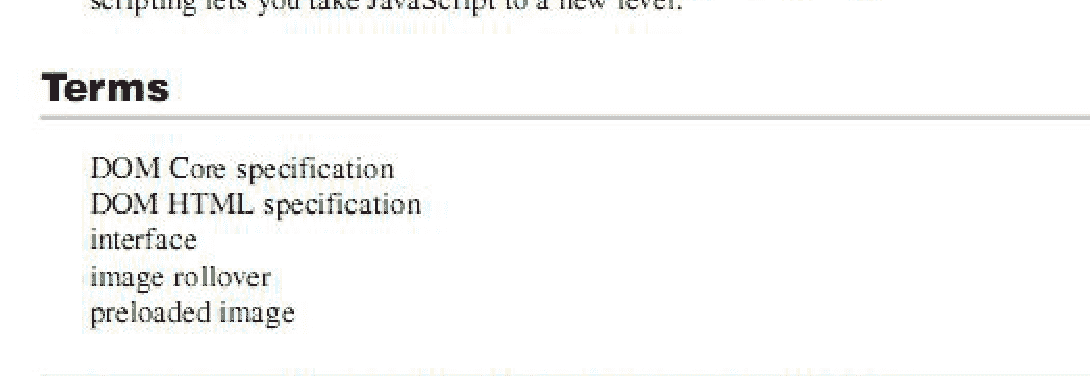 scripting lets you take JavaScript to a new level.
Terms
DOM Core specification
DOM HTML specification
interface
image rollover
preloaded image